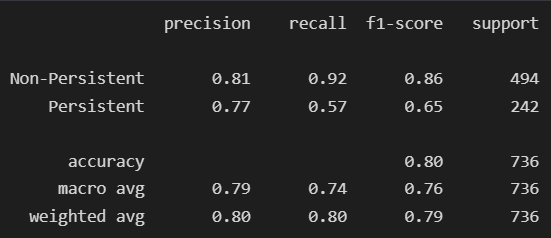 precision recall f1-score support
Non-Persistent 0.81 0.92 0.86 494
Persistent 0.77 0.57 0.65 242
accuracy 0.80 736
macro avg 0.79 0.74 0.76 736
weighted avg 0.80 0.80 0.79 736